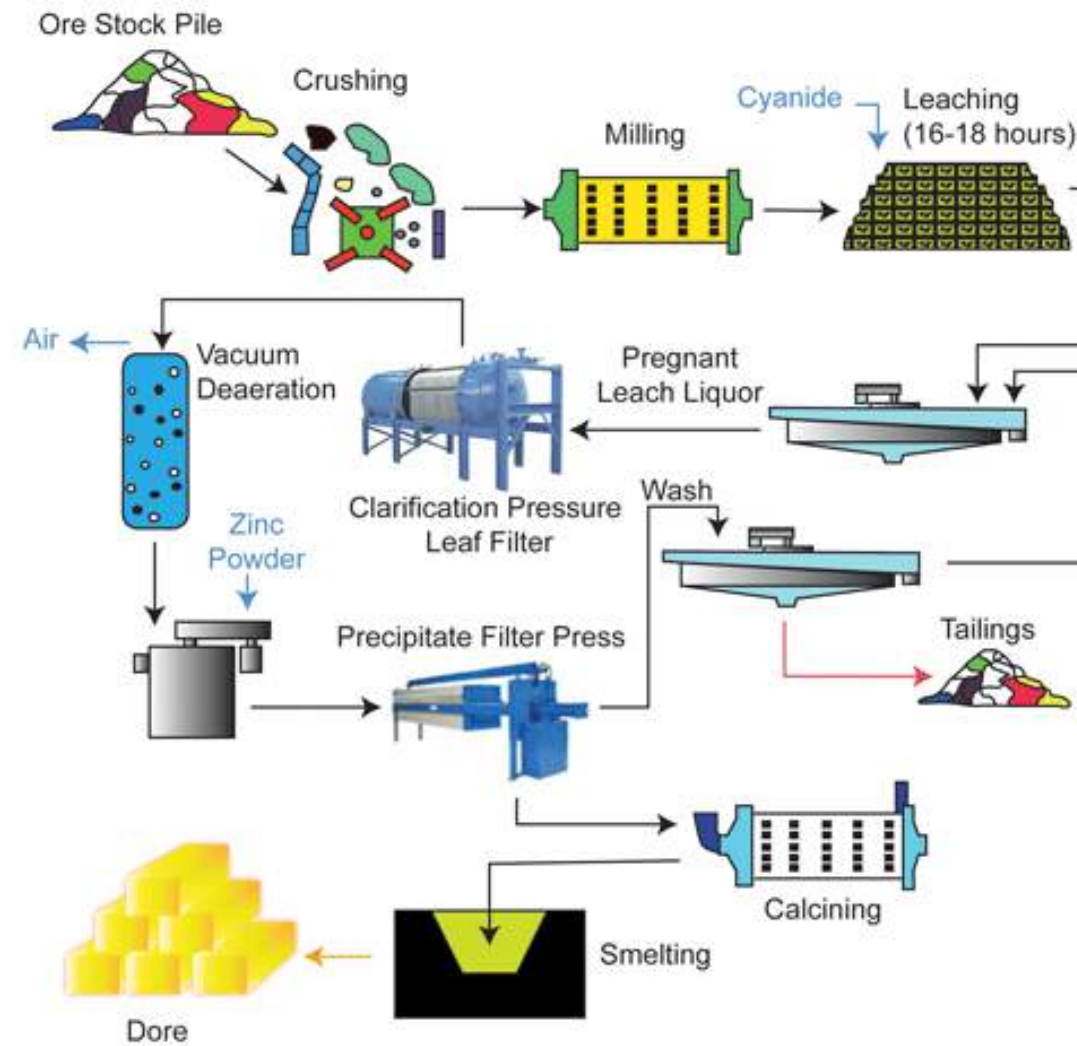 Ore Stock Pile
Crushing
Milling
Cyanide
Leaching
(16-18 hours)
Air
Vacuum
Deaeration
Pregnant
Leach Liquor
Clarification Pressure
Leaf Filter
Wash
Zinc
Powder
Precipitate Filter Press
Tailings
Calcining
Smelting
Dore